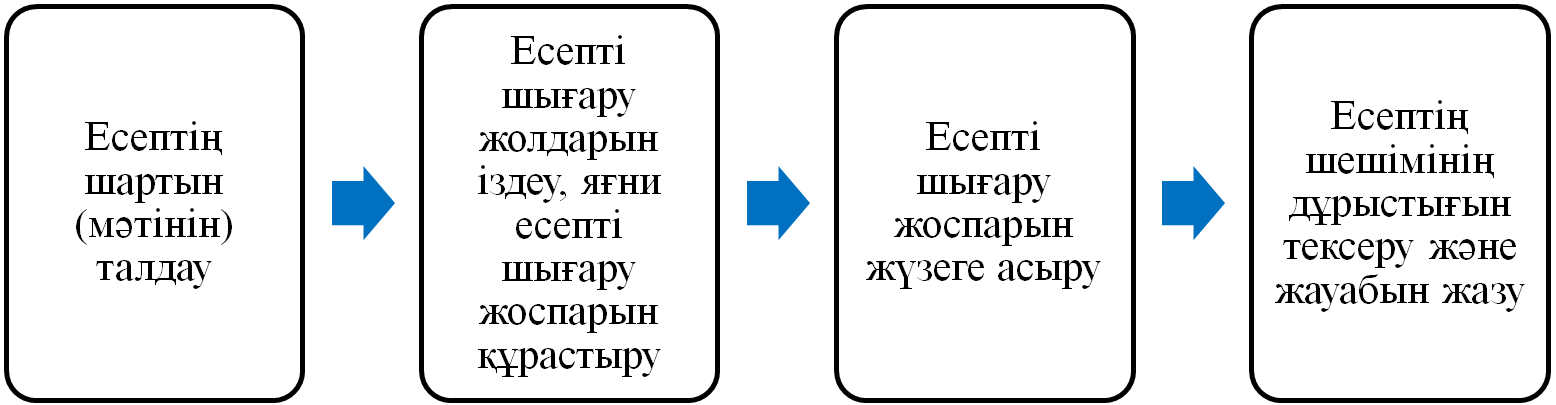 Есептің
шартын
(мәтінін)
талдау
Есепті
шығару
жолдарын
іздеу, яғни
есепті
шығару
жоспарын
құрастыру
Есепті
шығару
жоспарын
жүзеге асыру
Есептің
шешімінің
дұрыстығын
тексеру және
жауабын жазу